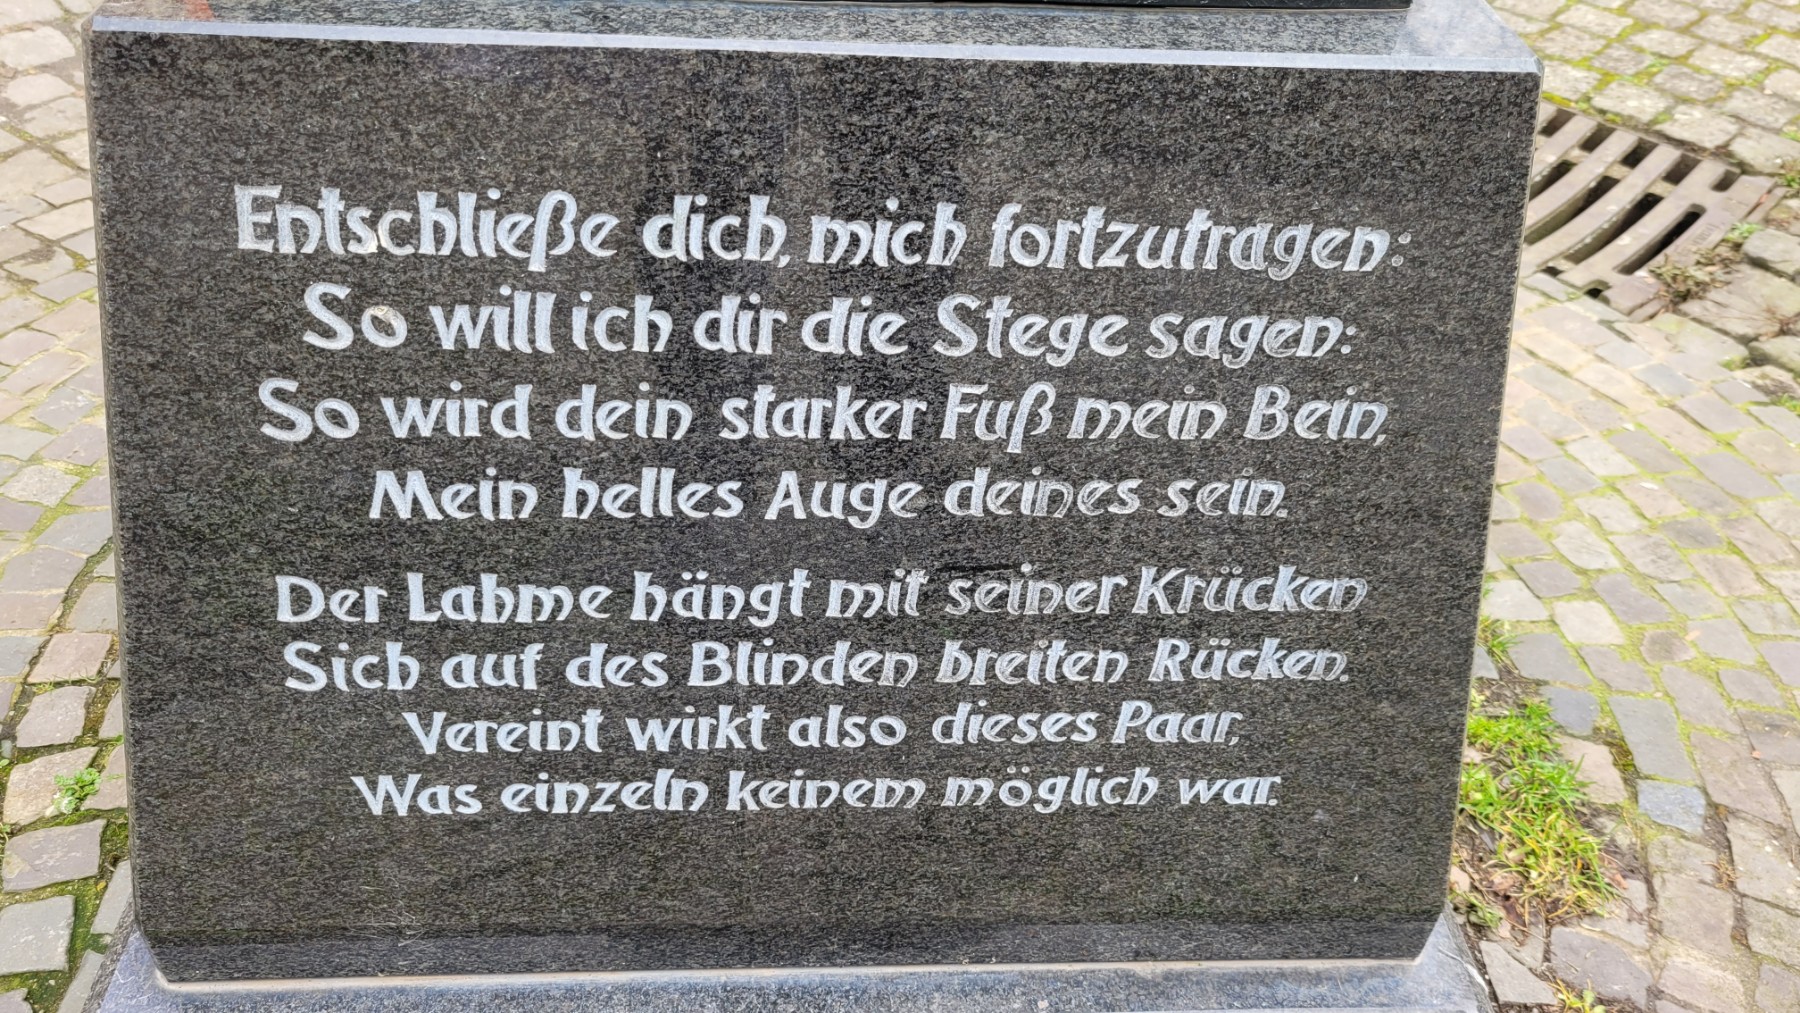 Entschließe dich, mich fortzutragen:
So will ich dir die Stege sagen:
So wird dein starker Fuß mein Bein,
Mein helles Auge deines sein.
Der Lahme hängt mit seiner Krücken
Sich auf des Blinden breiten Rücken.
Vereint wirkt also dieses Paar,
Was einzeln keinem möglich war.